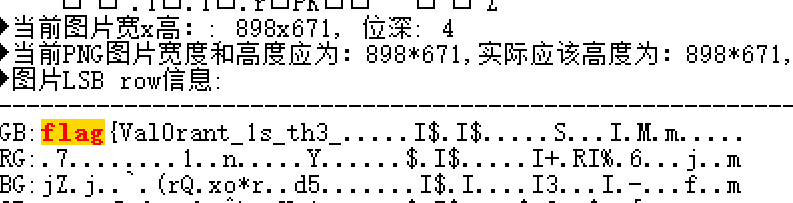 ◆当前图片宽x高：: 898x671, 位深: 4
◆当前PNG图片宽度和高度应为: 898*671,实际应该高度为: 898*671,
◆图片LSB row信息:
--------------------------------------------------------------------------------
GB:flag{Val0rant_1s_th3_.....I$.I$.....S...I.M.m.....
RG:.7........1..n.....Y......$.I$.....I+.RI%.6...j..m
BG:jZ.j..`.(rQ.xo*r..d5.......I$.I....I3...I.-...f..m